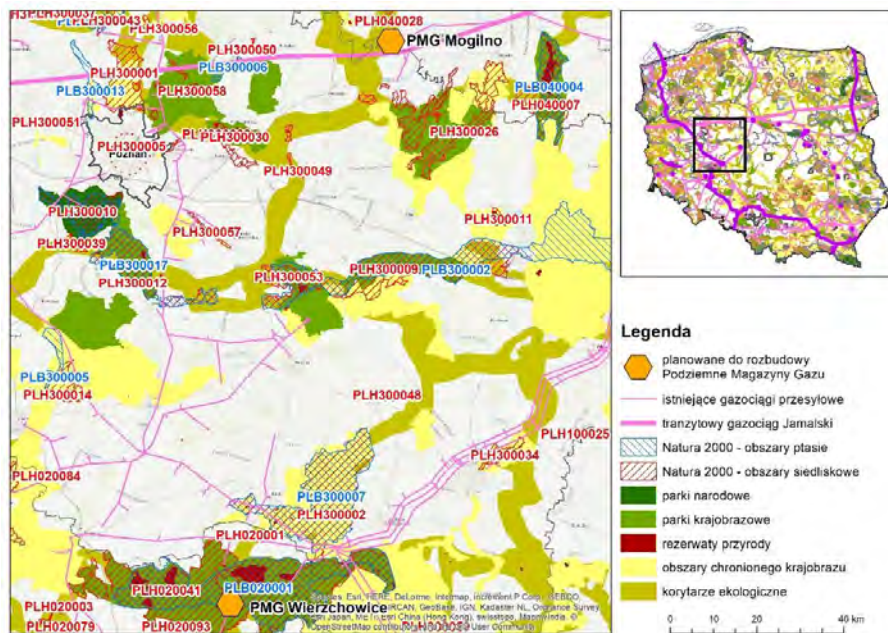 PLH300043
PLH300056
PLH040028
PMG Mogilno
PLH300050
PLB300006
PLH300001
PLB300013
PLH300058
PLB040004
PLH040007
PLH300051
PLH300005
PLH300030
PLH300026
Poznań
PLH300049
PLH300010
PLH300011
PLH300057
PLH300039
PLB300017
PLH300012
PLH300053
PLH300009
PLB300002
PLB300005
PLH300014
PLH300048
PLH100025
PLH300034
PLH020084
PLB300007
PLH300002
PLH020001
PLH020041
PLB020001
PLH020003
PMG Wierzchowice
PLH020079
PLH020093
Legenda
planowane do rozbudowy
Podziemne Magazyny Gazu
istniejące gazociągi przesyłowe
tranzytowy gazociąg Jamalski
Natura 2000 - obszary ptasie
Natura 2000 - obszary siedliskowe
parki narodowe
parki krajobrazowe
rezerwaty przyrody
obszary chronionego krajobrazu
korytarze ekologiczne
0 10 20 40 km